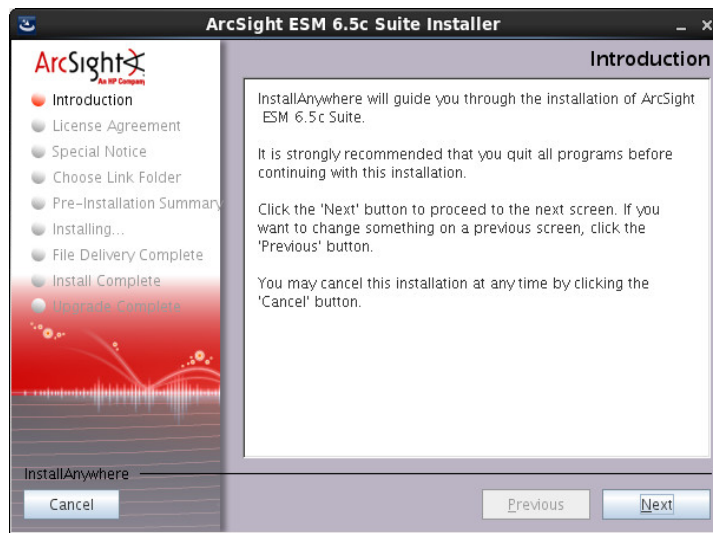 ArcSight ESM 6.5c Suite Installer
ArcSight
An HP Company
Introduction
Introduction
License Agreement
Special Notice
Choose Link Folder
Pre-Installation Summary
Installing...
File Delivery Complete
Install Complete
Upgrade Complete
InstallAnywhere will guide you through the installation of ArcSight
ESM 6.5c Suite.
It is strongly recommended that you quit all programs before
continuing with this installation.
Click the 'Next' button to proceed to the next screen. If you
want to change something on a previous screen, click the
'Previous' button.
You may cancel this installation at any time by clicking the
'Cancel' button.
InstallAnywhere
Cancel
Previous
Next